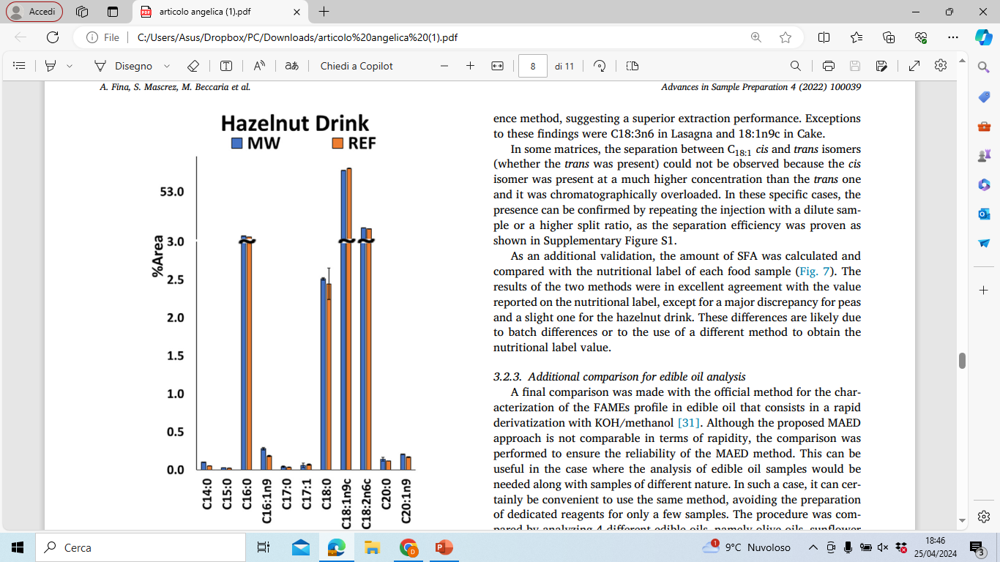 Accedi
articolo angelica (1).pdf
File
C:/Users/Asus/Dropbox/PC/Downloads/articolo%20angelica%20(1).pdf
Disegno
aあ
Chiedi a Copilot
8
di 11
A. Fina, S. Mascrez, M. Beccaria et al.
Advances in Sample Preparation 4 (2022) 100039
Hazelnut Drink
MW
REF
%Area
53.0
3.0
2.5
2.0
1.5
1.0
0.5
0.0
C14:0
C15:0
C16:0
C16:1n9
C17:0
C17:1
C18:0
C18:1n9c
C18:2n6c
C20:0
C20:1n9
ence method, suggesting a superior extraction performance. Exceptions
to these findings were C18:3n6 in Lasagna and 18:1n9c in Cake.
In some matrices, the separation between C18:1 cis and trans isomers
(whether the trans was present) could not be observed because the cis
isomer was present at a much higher concentration than the trans one
and it was chromatographically overloaded. In these specific cases, the
presence can be confirmed by repeating the injection with a dilute sam-
ple or a higher split ratio, as the separation efficiency was proven as
shown in Supplementary Figure S1.
As an additional validation, the amount of SFA was calculated and
compared with the nutritional label of each food sample (Fig. 7). The
results of the two methods were in excellent agreement with the value
reported on the nutritional label, except for a major discrepancy for peas
and a slight one for the hazelnut drink. These differences are likely due
to batch differences or to the use of a different method to obtain the
nutritional label value.
3.2.3. Additional comparison for edible oil analysis
A final comparison was made with the official method for the char-
acterization of the FAMEs profile in edible oil that consists in a rapid
derivatization with KOH/methanol [31]. Although the proposed MAED
approach is not comparable in terms of rapidity, the comparison was
performed to ensure the reliability of the MAED method. This can be
useful in the case where the analysis of edible oil samples would be
needed along with samples of different nature. In such a case, it can cer-
tainly be convenient to use the same method, avoiding the preparation
of dedicated reagents for only a few samples. The procedure was com-
pared by analyzing 4 different edible oils, namely olive oils, sunflower
Cerca
1
9°C Nuvoloso
18:46
25/04/2024
3